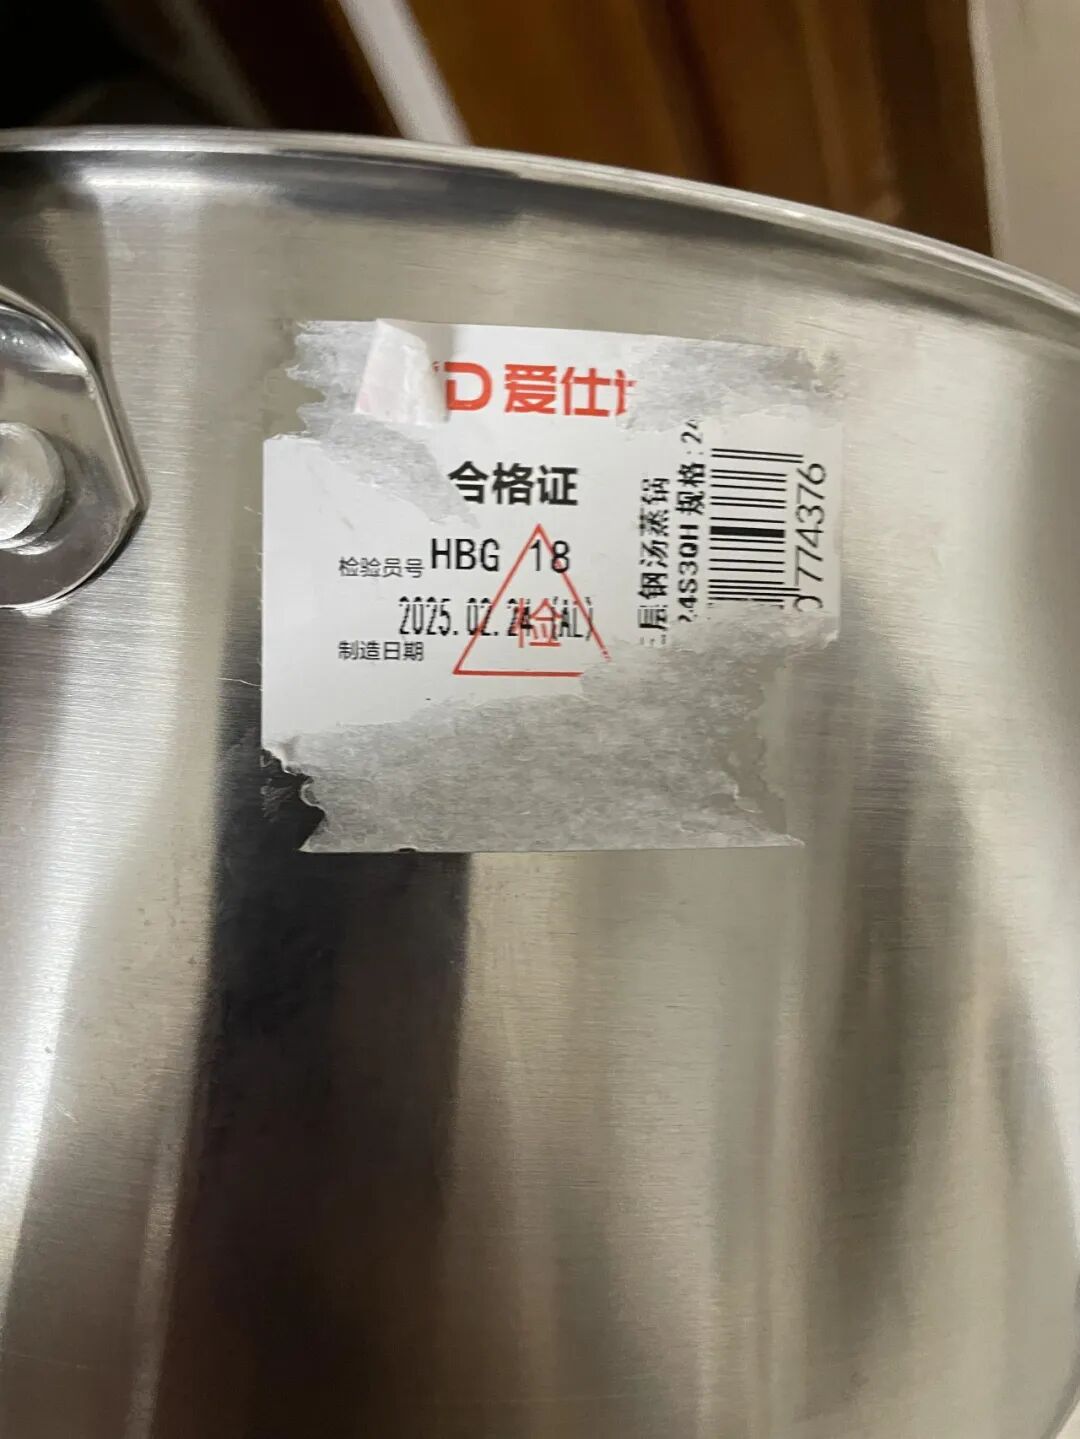 D 爱仕
合格证
检验员号 HBG 18
2025.02.24 (AL)
制造日期
检
层钢汤蒸锅
24S3QH 规格:24
774376